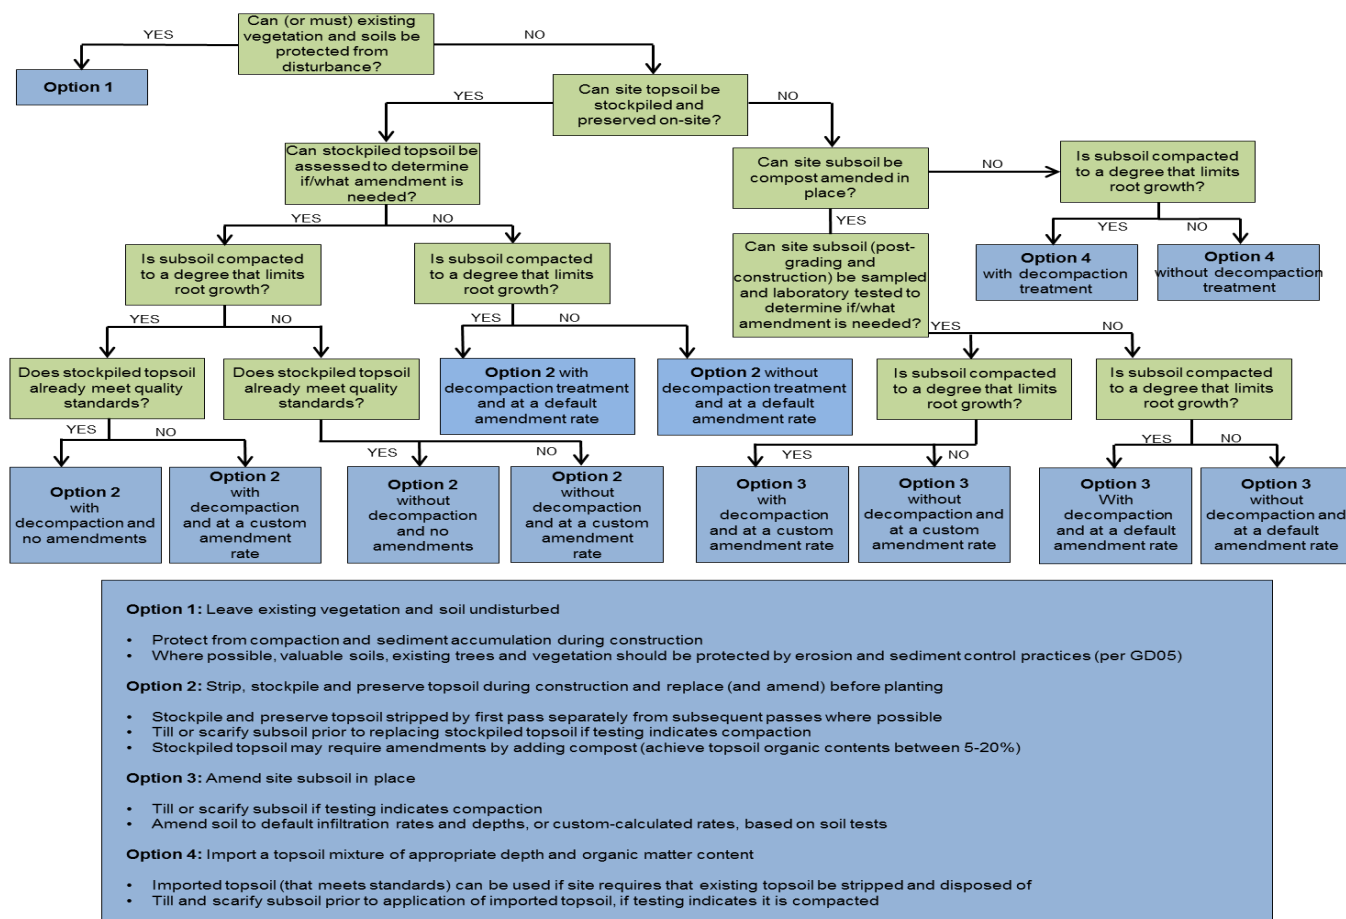 Can (or must) existing
vegetation and soils be
protected from
disturbance?
YES
NO
Option 1
Can site topsoil be
stockpiled and
preserved on-site?
YES
NO
Can stockpiled topsoil be
assessed to determine
if/what amendment is
needed?
Can site subsoil be
compost amended in
place?
NO
Is subsoil compacted
to a degree that limits
root growth?
YES
NO
YES
YES
NO
Is subsoil compacted
to a degree that limits
root growth?
Is subsoil compacted
to a degree that limits
root growth?
Can site subsoil (post-
grading and
construction) be sampled
and laboratory tested to
determine if/what
amendment is needed?
Option 4
with decompaction
treatment
Option 4
without decompaction
treatment
YES
NO
YES
NO
YES
NO
Does stockpiled topsoil
already meet quality
standards?
Does stockpiled topsoil
already meet quality
standards?
Option 2 with
decompaction treatment
and at a default
amendment rate
Option 2 without
decompaction treatment
and at a default
amendment rate
Is subsoil compacted
to a degree that limits
root growth?
Is subsoil compacted
to a degree that limits
root growth?
YES
NO
YES
NO
YES
NO
YES
NO
Option 2
with
decompaction and
no amendments
Option 2
with
decompaction
and at a custom
amendment
rate
Option 2
without
decompaction
and no
amendments
Option 2
without
decompaction
and at a custom
amendment
rate
Option 3
with
decompaction
and at a custom
amendment rate
Option 3
without
decompaction and
at a custom
amendment rate
Option 3
With
decompaction
and at a default
amendment rate
Option 3
without
decompaction and
at a default
amendment rate
Option 1: Leave existing vegetation and soil undisturbed
• Protect from compaction and sediment accumulation during construction
• Where possible, valuable soils, existing trees and vegetation should be protected by erosion and sediment control practices (per GD05)
Option 2: Strip, stockpile and preserve topsoil during construction and replace (and amend) before planting
• Stockpile and preserve topsoil stripped by first pass separately from subsequent passes where possible
• Till or scarify subsoil prior to replacing stockpiled topsoil if testing indicates compaction
• Stockpiled topsoil may require amendments by adding compost (achieve topsoil organic contents between 5-20%)
Option 3: Amend site subsoil in place
• Till or scarify subsoil if testing indicates compaction
• Amend soil to default infiltration rates and depths, or custom-calculated rates, based on soil tests
Option 4: Import a topsoil mixture of appropriate depth and organic matter content
• Imported topsoil (that meets standards) can be used if site requires that existing topsoil be stripped and disposed of
• Till and scarify subsoil prior to application of imported topsoil, if testing indicates it is compacted